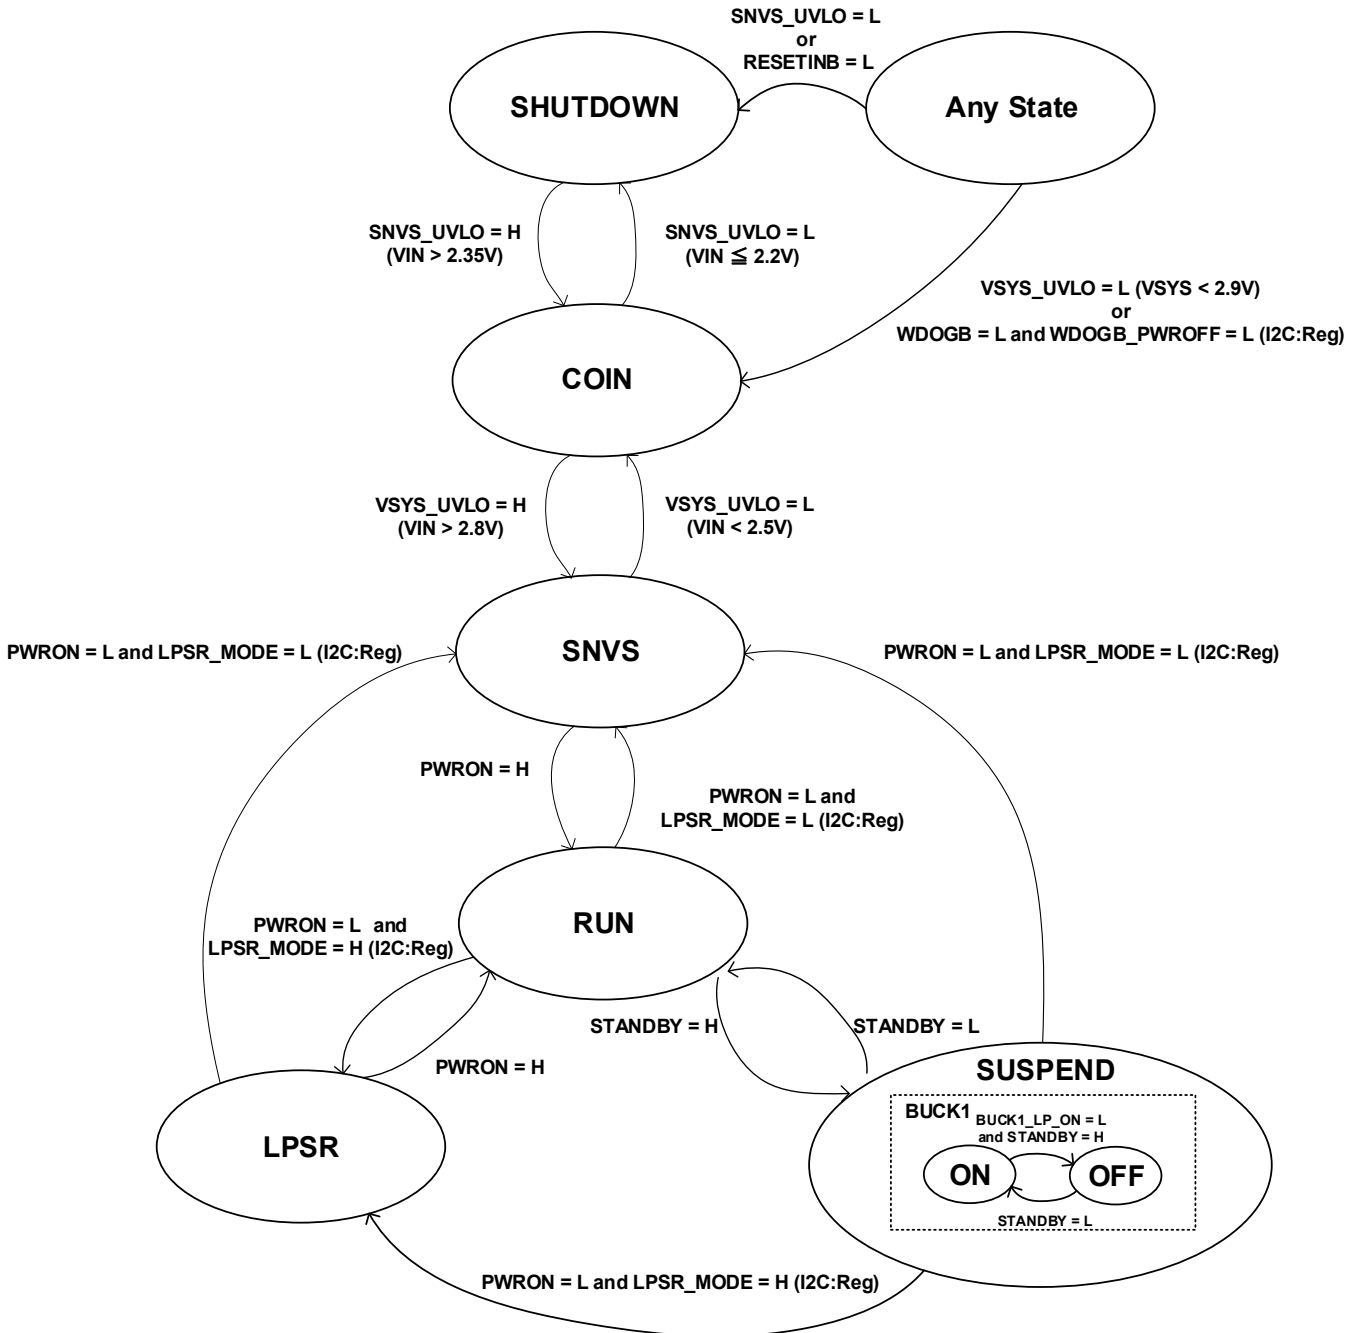 SNVS_UVLO = L
or
RESETINB = L
SHUTDOWN
Any State
SNVS_UVLO = H
(VIN > 2.35V)
SNVS_UVLO = L
(VIN ≦ 2.2V)
VSYS_UVLO = L (VSYS < 2.9V)
or
WDOGB = L and WDOGB_PWROFF = L (I2C:Reg)
COIN
VSYS_UVLO = H
(VIN > 2.8V)
VSYS_UVLO = L
(VIN < 2.5V)
PWRON = L and LPSR_MODE = L (I2C:Reg)
SNVS
PWRON = L and LPSR_MODE = L (I2C:Reg)
PWRON = H
PWRON = L and
LPSR_MODE = L (I2C:Reg)
RUN
PWRON = L  and
LPSR_MODE = H (I2C:Reg)
STANDBY = H
STANDBY = L
PWRON = H
SUSPEND
LPSR
BUCK1
BUCK1_LP_ON = L
and STANDBY = H
ON
OFF
STANDBY = L
PWRON = L and LPSR_MODE = H (I2C:Reg)